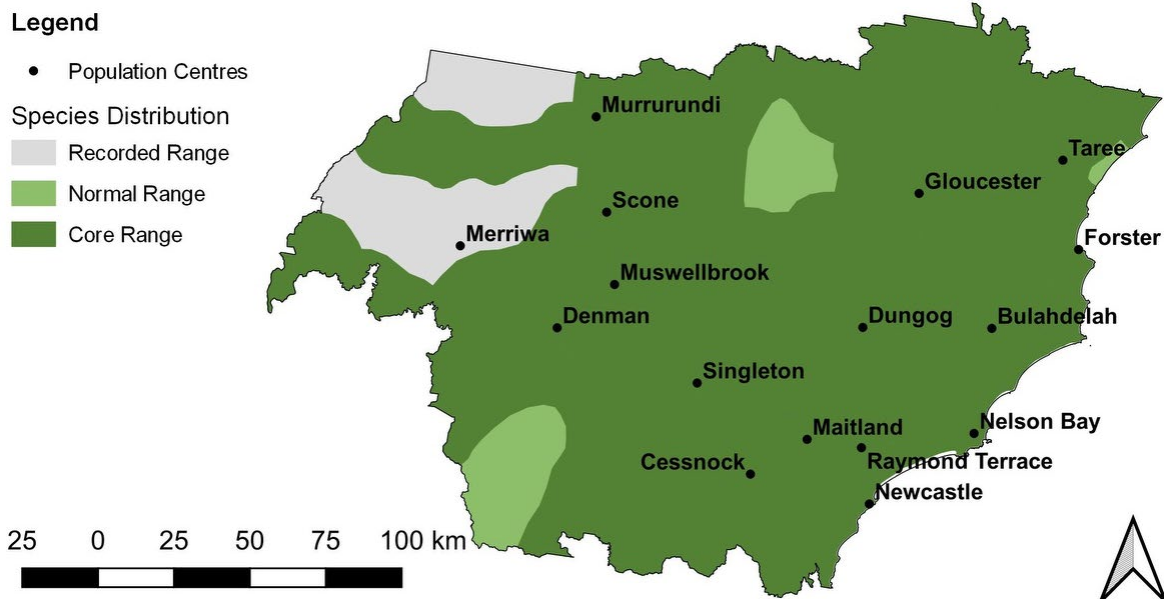 Legend
Population Centres
Species Distribution
Recorded Range
Normal Range
Core Range
Murrurundi
Taree
Gloucester
Scone
Merriwa
Forster
Muswellbrook
Denman
Dungog
Bulahdelah
Singleton
Maitland
Nelson Bay
Cessnock
Raymond Terrace
Newcastle
25 0 25 50 75 100 km